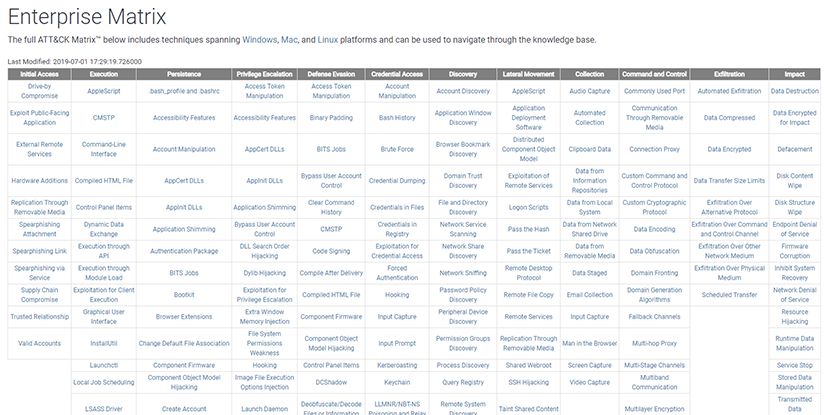 Enterprise Matrix
The full ATT&CK Matrix™ below includes techniques spanning Windows, Mac, and Linux platforms and can be used to navigate through the knowledge base.
Last Modified: 2019-07-01 17:29:19.726000
Initial Access Execution Persistence Privilege Escalation Defense Evasion Credential Access Discovery Lateral Movement Collection Command and Control Exfiltration Impact
Drive-by Compromise AppleScript .bash_profile and .bashrc Access Token Manipulation Access Token Manipulation Account Manipulation Account Discovery AppleScript Audio Capture Commonly Used Port Automated Exfiltration Data Destruction
Exploit Public-Facing Application CMSTP Accessibility Features Accessibility Features Binary Padding Bash History Application Window Discovery Application Deployment Software Automated Collection Communication Through Removable Media Data Compressed Data Encrypted for Impact
External Remote Services Command-Line Interface Account Manipulation AppCert DLLs BITS Jobs Brute Force Browser Bookmark Discovery Distributed Component Object Model Clipboard Data Connection Proxy Data Encrypted Defacement
Hardware Additions Compiled HTML File AppCert DLLs AppInit DLLs Bypass User Account Control Credential Dumping Domain Trust Discovery Exploitation of Remote Services Data from Information Repositories Custom Command and Control Protocol Data Transfer Size Limits Disk Content Wipe
Replication Through Removable Media Control Panel Items AppInit DLLs Application Shimming Clear Command History Credentials in Files File and Directory Discovery Logon Scripts Data from Local System Custom Cryptographic Protocol Exfiltration Over Alternative Protocol Disk Structure Wipe
Spearphishing Attachment Dynamic Data Exchange Application Shimming Bypass User Account Control CMSTP Credentials in Registry Network Service Scanning Pass the Hash Data from Network Shared Drive Data Encoding Exfiltration Over Command and Control Channel Endpoint Denial of Service
Spearphishing Link Execution through API Authentication Package DLL Search Order Hijacking Code Signing Exploitation for Credential Access Network Share Discovery Pass the Ticket Data from Removable Media Data Obfuscation Exfiltration Over Other Network Medium Firmware Corruption
Spearphishing via Service Execution through Module Load BITS Jobs Dylib Hijacking Compile After Delivery Forced Authentication Network Sniffing Remote Desktop Protocol Data Staged Domain Fronting Exfiltration Over Physical Medium Inhibit System Recovery
Supply Chain Compromise Exploitation for Client Execution Bootkit Exploitation for Privilege Escalation Compiled HTML File Hooking Password Policy Discovery Remote File Copy Email Collection Domain Generation Algorithms Scheduled Transfer Network Denial of Service
Trusted Relationship Graphical User Interface Browser Extensions Extra Window Memory Injection Component Firmware Input Capture Peripheral Device Discovery Remote Services Input Capture Fallback Channels Resource Hijacking
Valid Accounts InstallUtil Change Default File Association File System Permissions Weakness Component Object Model Hijacking Input Prompt Permission Groups Discovery Replication Through Removable Media Man in the Browser Multi-hop Proxy Runtime Data Manipulation
Launchctl Component Firmware Hooking Control Panel Items Kerberoasting Process Discovery Shared Webroot Screen Capture Multi-Stage Channels Service Stop
Local Job Scheduling Component Object Model Hijacking Image File Execution Options Injection DCShadow Keychain Query Registry SSH Hijacking Video Capture Multiband Communication Stored Data Manipulation
LSASS Driver Create Account Launch Daemon Deobfuscate/Decode Files or Information LLMNR/NBT-NS Poisoning and Relay Remote System Discovery Taint Shared Content Multilayer Encryption Transmitted Data